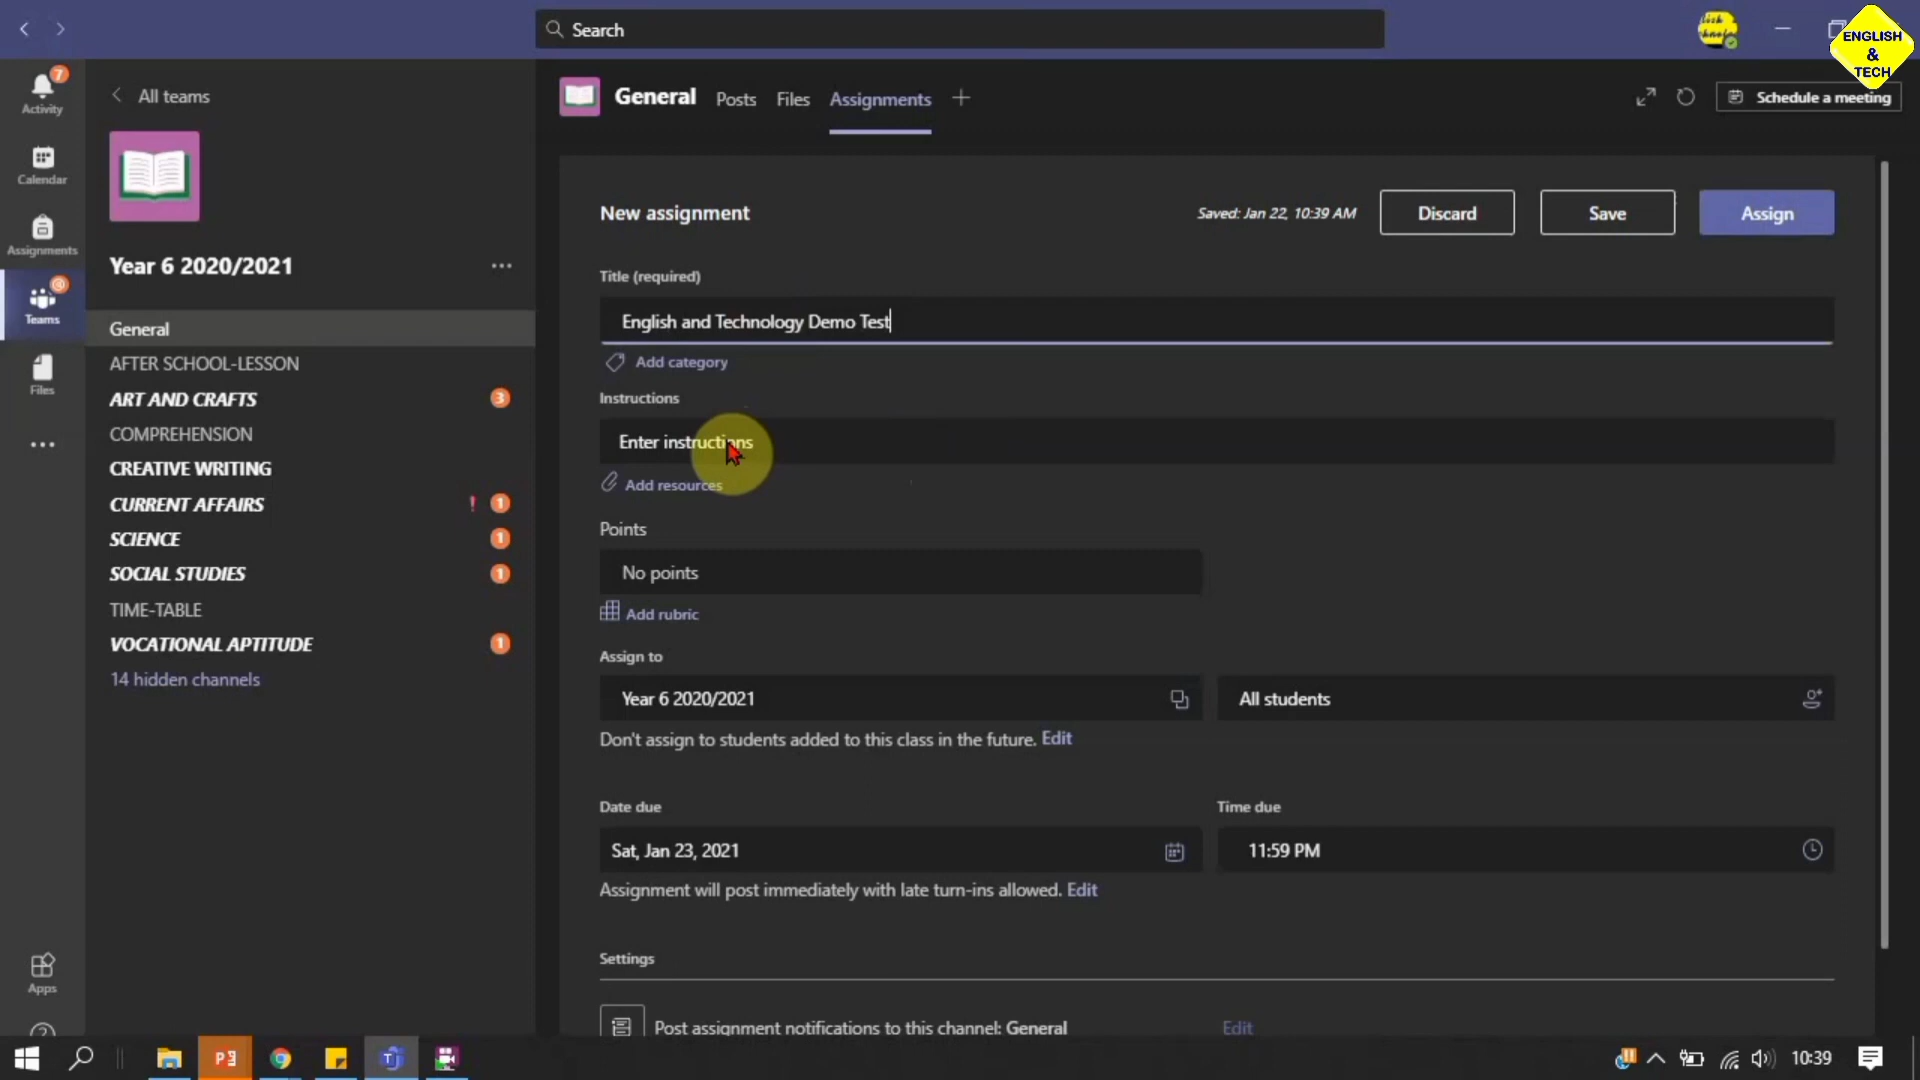 Search
ENGLISH
&
TECH
7
Activity
Calendar
Assignments
@
Teams
Files
Apps
All teams
Year 6 2020/2021
General
AFTER SCHOOL-LESSON
ART AND CRAFTS 3
COMPREHENSION
CREATIVE WRITING
CURRENT AFFAIRS ! 1
SCIENCE 1
SOCIAL STUDIES 1
TIME-TABLE
VOCATIONAL APTITUDE 1
14 hidden channels
General Posts Files Assignments + Schedule a meeting
New assignment Saved: Jan 22, 10:39 AM Discard Save Assign
Title (required)
English and Technology Demo Test
Add category
Instructions
Enter instructions
Add resources
Points
No points
Add rubric
Assign to
Year 6 2020/2021 All students
Don't assign to students added to this class in the future. Edit
Date due Time due
Sat, Jan 23, 2021 11:59 PM
Assignment will post immediately with late turn-ins allowed. Edit
Settings
Post assignment notifications to this channel: General Edit
10:39